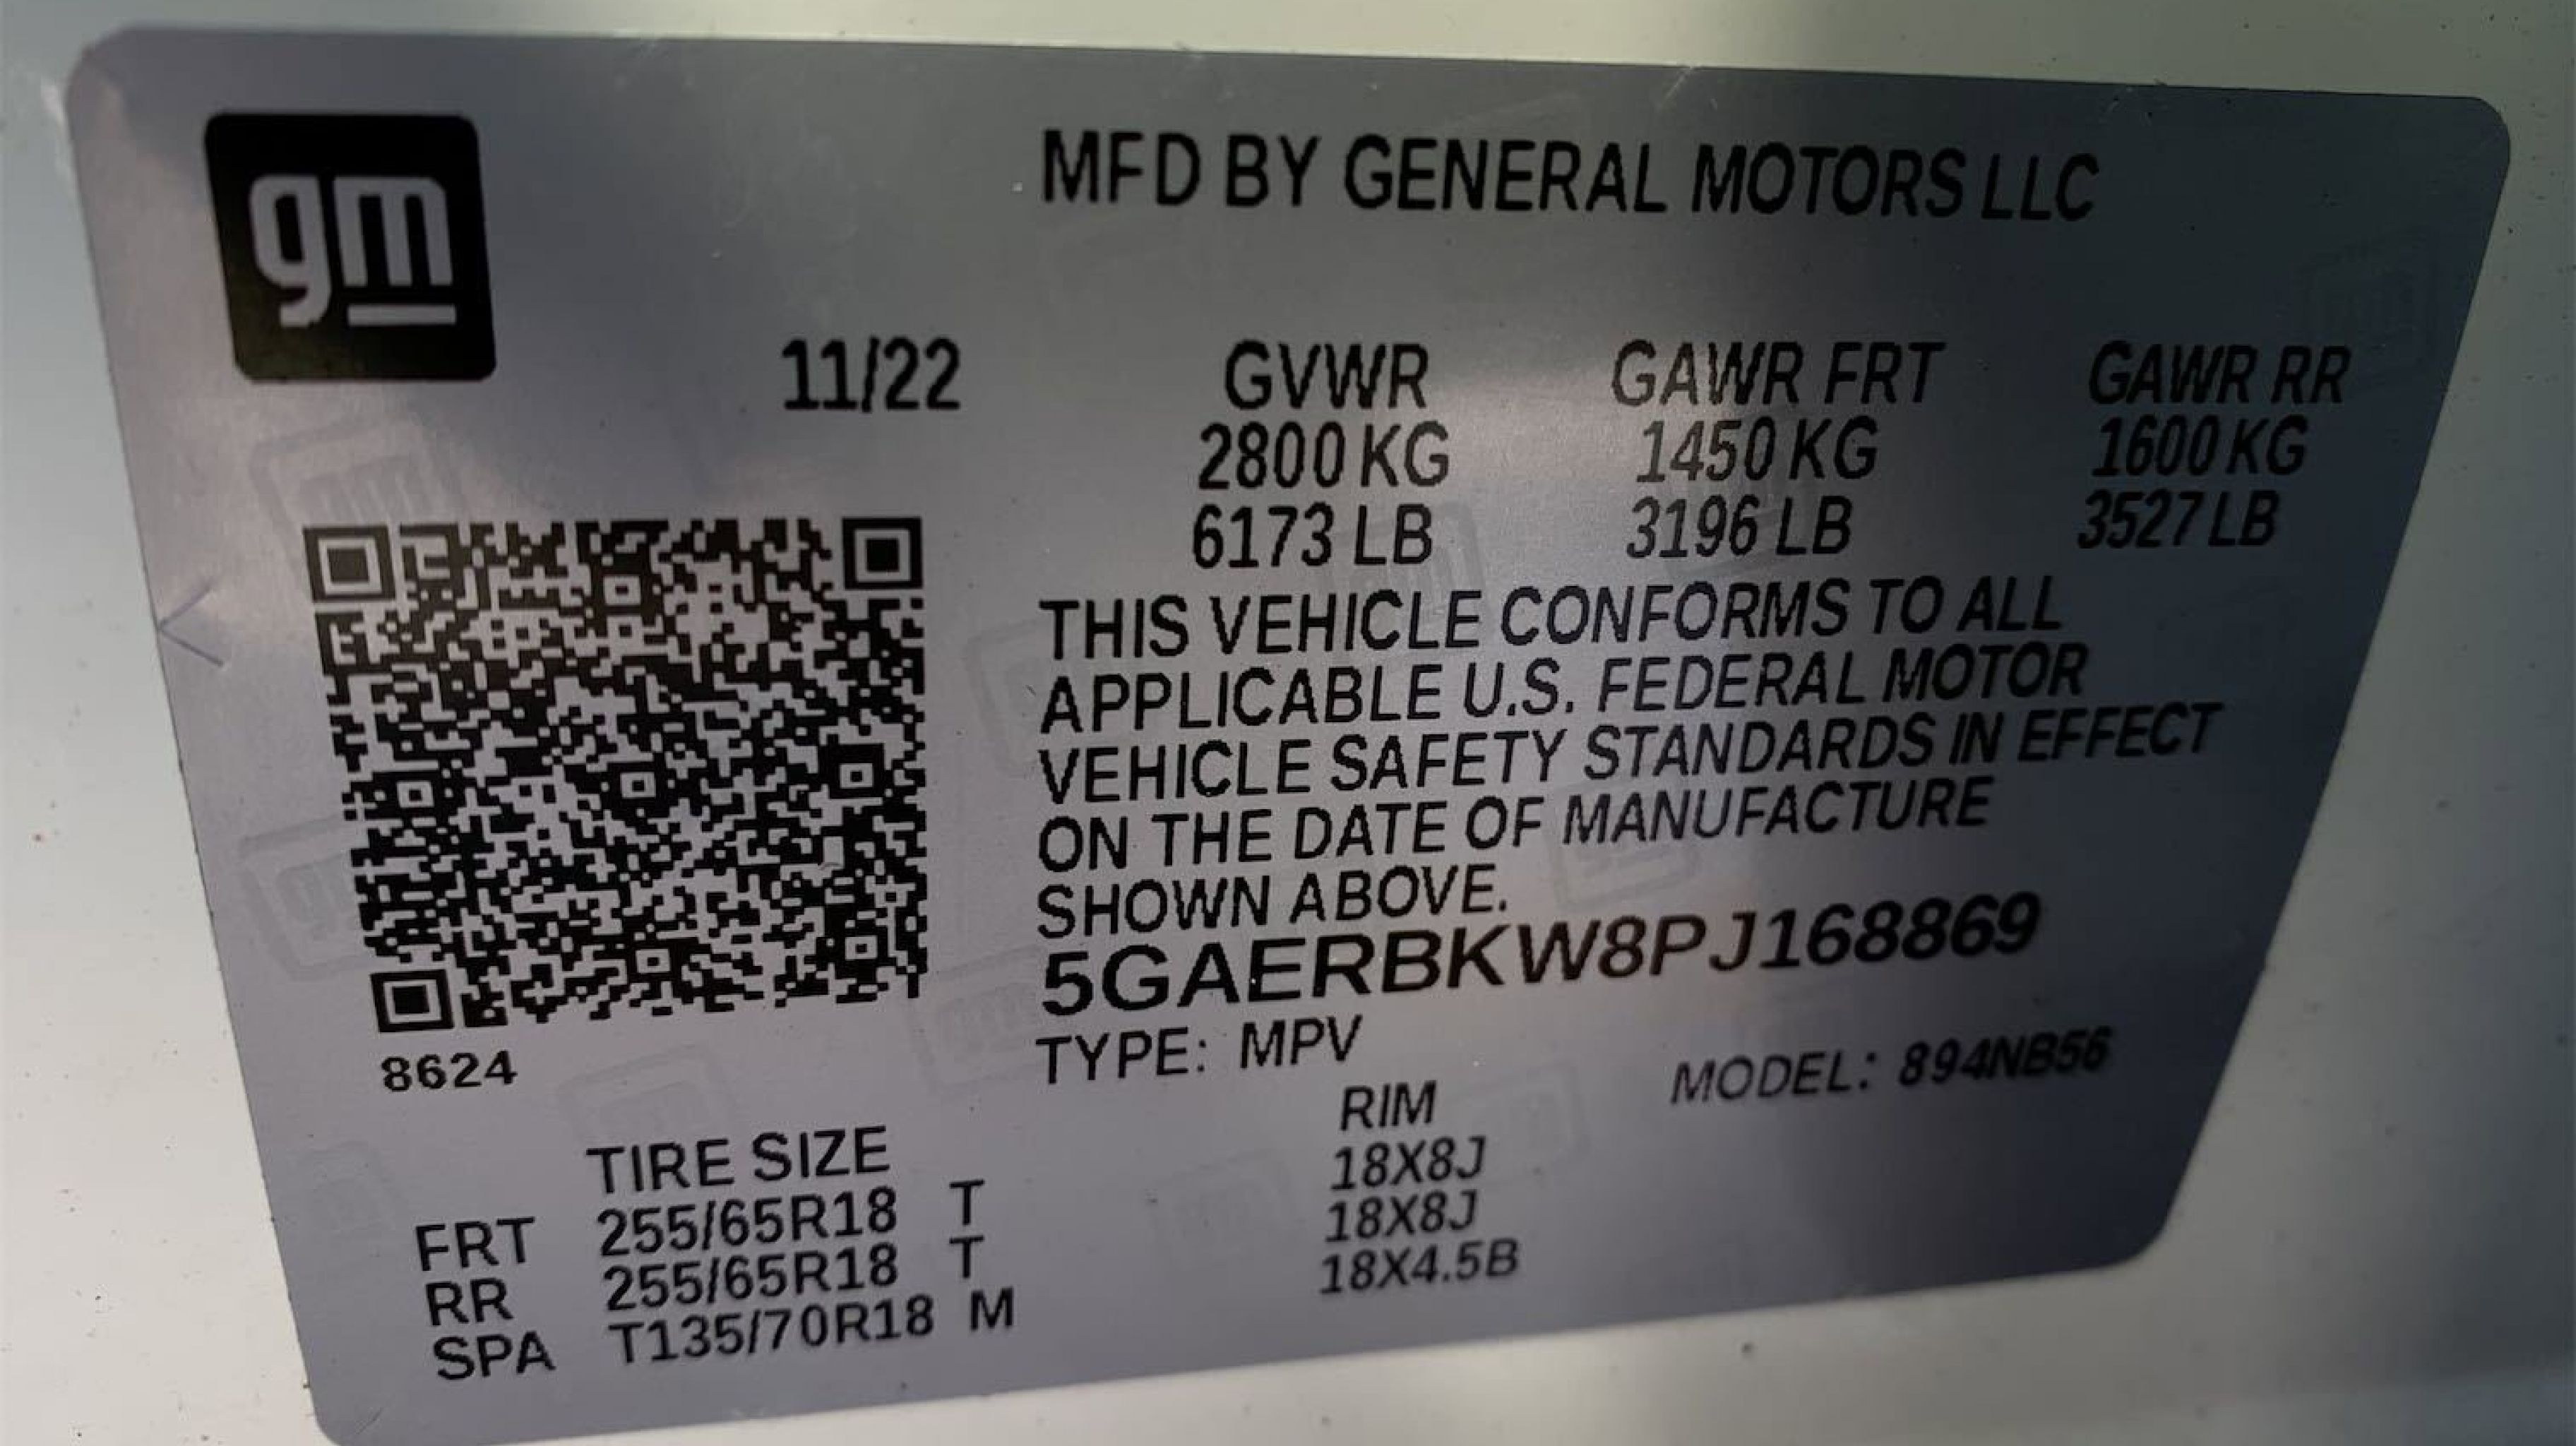 gm
MFD BY GENERAL MOTORS LLC
11/22 GVWR GAWR FRT GAWR RR
2800 KG 1450 KG 1600 KG
6173 LB 3196 LB 3527 LB
THIS VEHICLE CONFORMS TO ALL
APPLICABLE U.S. FEDERAL MOTOR
VEHICLE SAFETY STANDARDS IN EFFECT
ON THE DATE OF MANUFACTURE
SHOWN ABOVE.
5GAERBKW8PJ168869
8624
TYPE: MPV MODEL: 894NB56
TIRE SIZE RIM
FRT 255/65R18 T 18X8J
RR 255/65R18 T 18X8J
SPA T135/70R18 M 18X4.5B